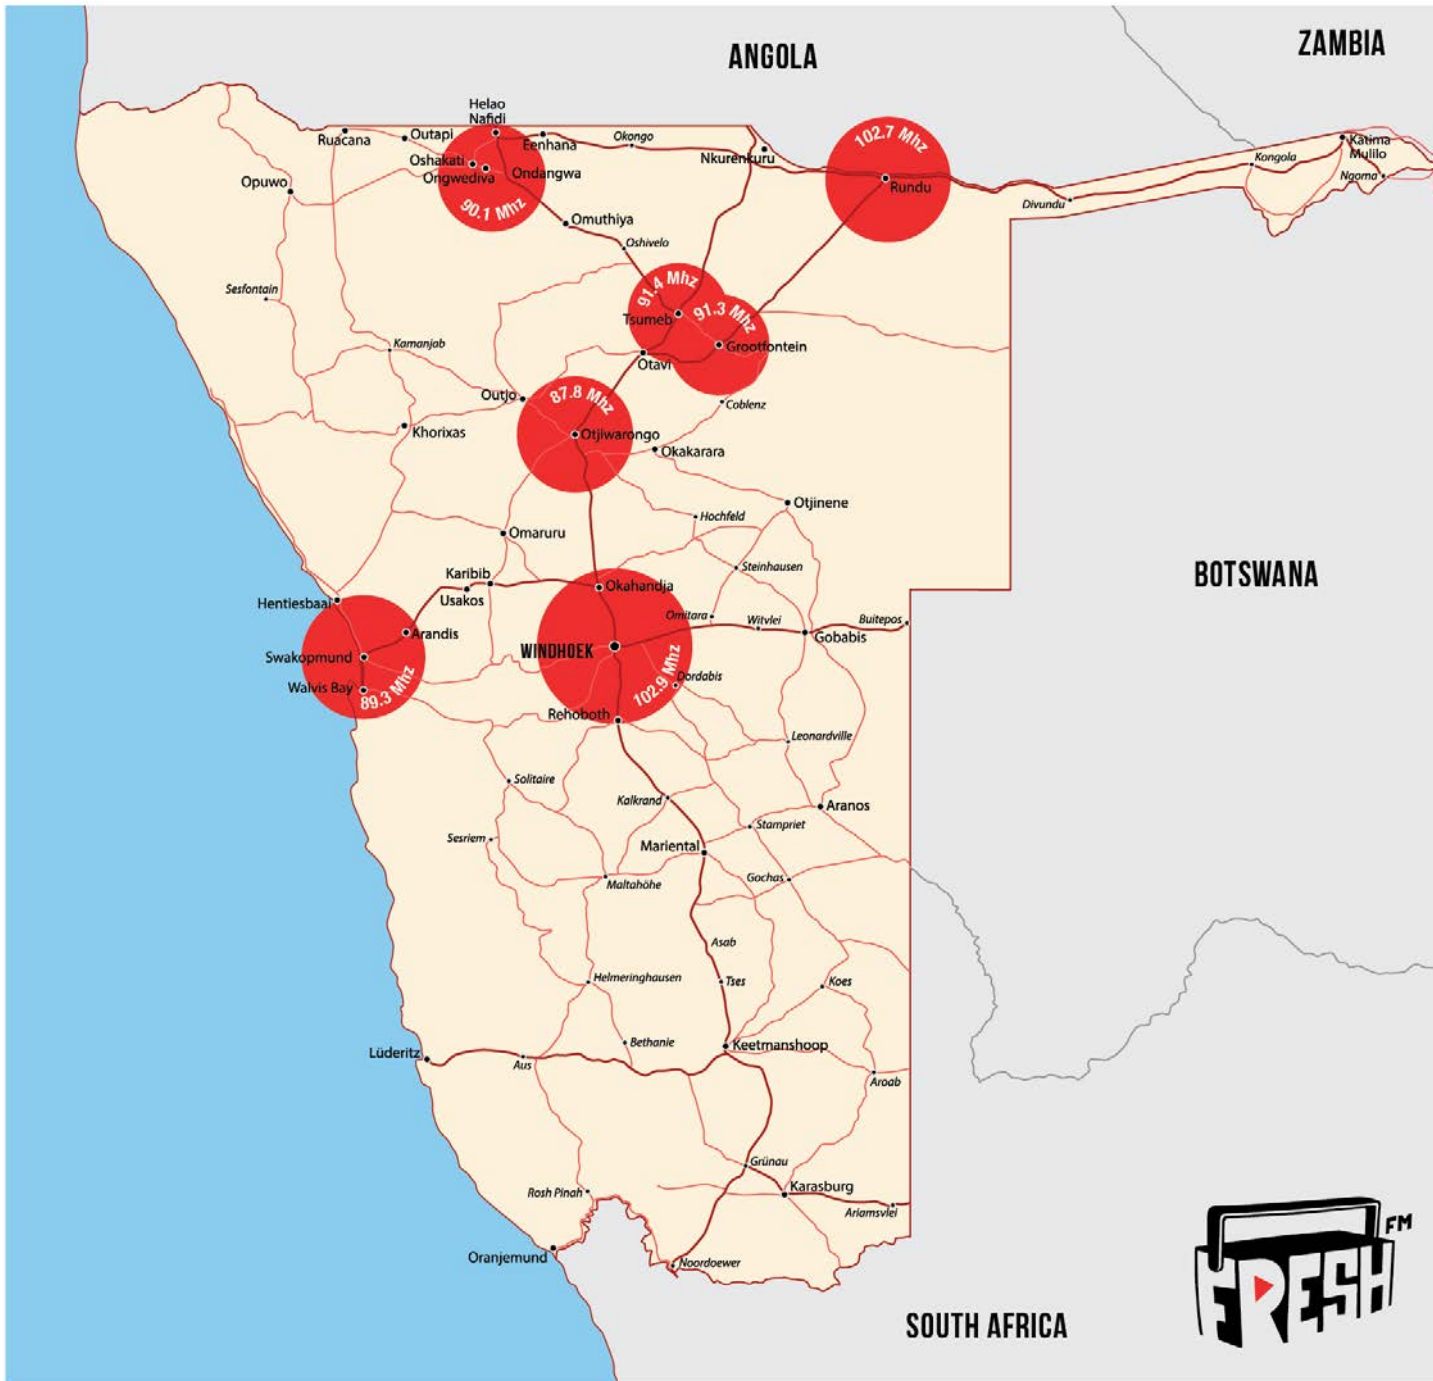 ANGOLA
ZAMBIA
BOTSWANA
SOUTH AFRICA
Helao
Nafidi
Ruacana
Outapi
Eenhana
Okongo
Oshakati
Ongwediva
Ondangwa
90.1 Mhz
Nkurenkuru
102.7 Mhz
Rundu
Katima
Mulilo
Kongola
Ngoma
Divundu
Opuwo
Omuthiya
Oshivelo
Sesfontain
91.4 Mhz
Tsumeb
91.3 Mhz
Grootfontein
Kamanjab
Otavi
Outjo
87.8 Mhz
Otjiwarongo
Coblenz
Khorixas
Okakarara
Otjinene
Hochfeld
Omaruru
Steinhausen
Karibib
Usakos
Okahandja
Hentiesbaai
Arandis
Swakopmund
Walvis Bay
89.3 Mhz
WINDHOEK
102.9 Mhz
Omitara
Witvlei
Gobabis
Buitepos
Dordabis
Rehoboth
Leonardville
Solitaire
Kalkrand
Aranos
Stampriet
Sesriem
Mariental
Maltahöhe
Gochas
Asab
Helmeringhausen
Tses
Koes
Bethanie
Keetmanshoop
Lüderitz
Aus
Aroab
Grünau
Karasburg
Rosh Pinah
Ariamsvlei
Oranjemund
Noordoewer
FRESH
FM